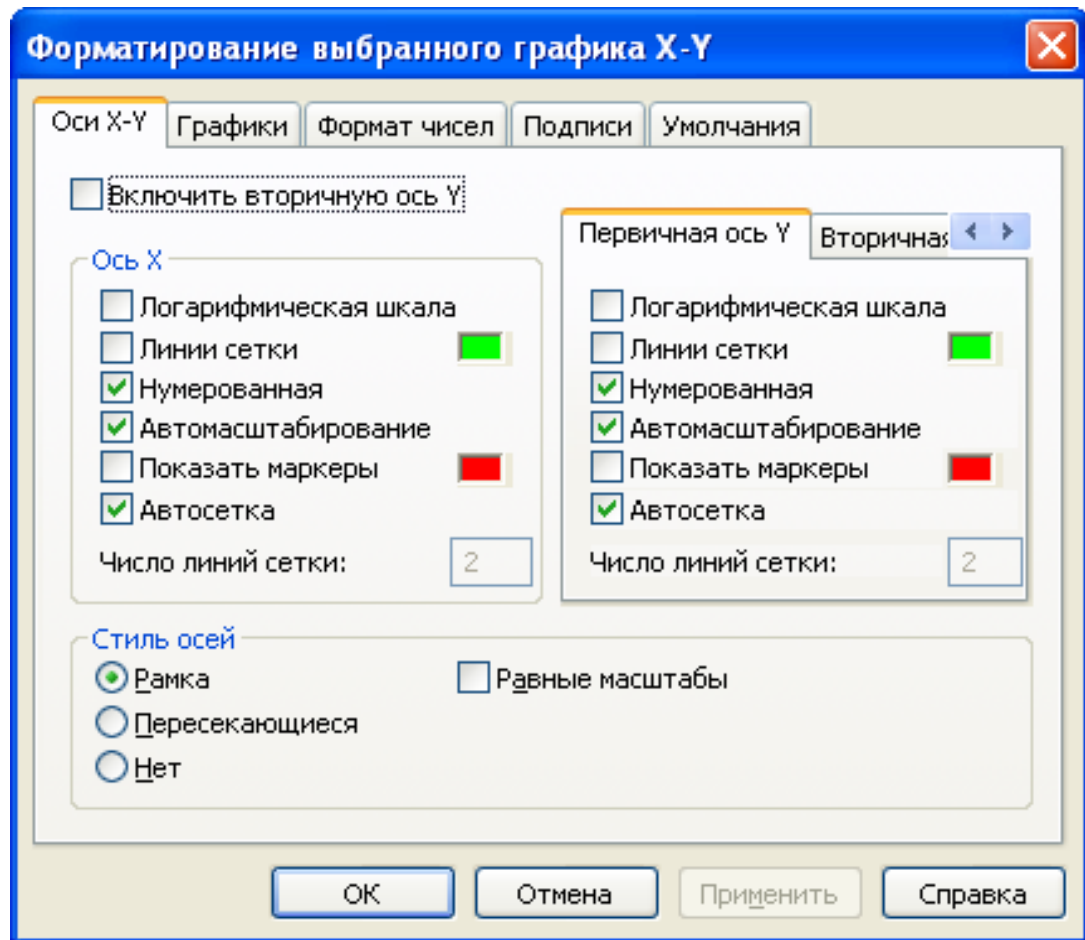 Форматирование выбранного графика X-Y
Оси X-Y Графики Формат чисел Подписи Умолчания
Включить вторичную ось Y
Ось X
Логарифмическая шкала
Линии сетки
Нумерованная
Автомасштабирование
Показать маркеры
Автосетка
Число линий сетки: 2
Первичная ось Y Вторичная
Логарифмическая шкала
Линии сетки
Нумерованная
Автомасштабирование
Показать маркеры
Автосетка
Число линий сетки: 2
Стиль осей
Рамка Равные масштабы
Пересекающиеся
Нет
ОК Отмена Применить Справка